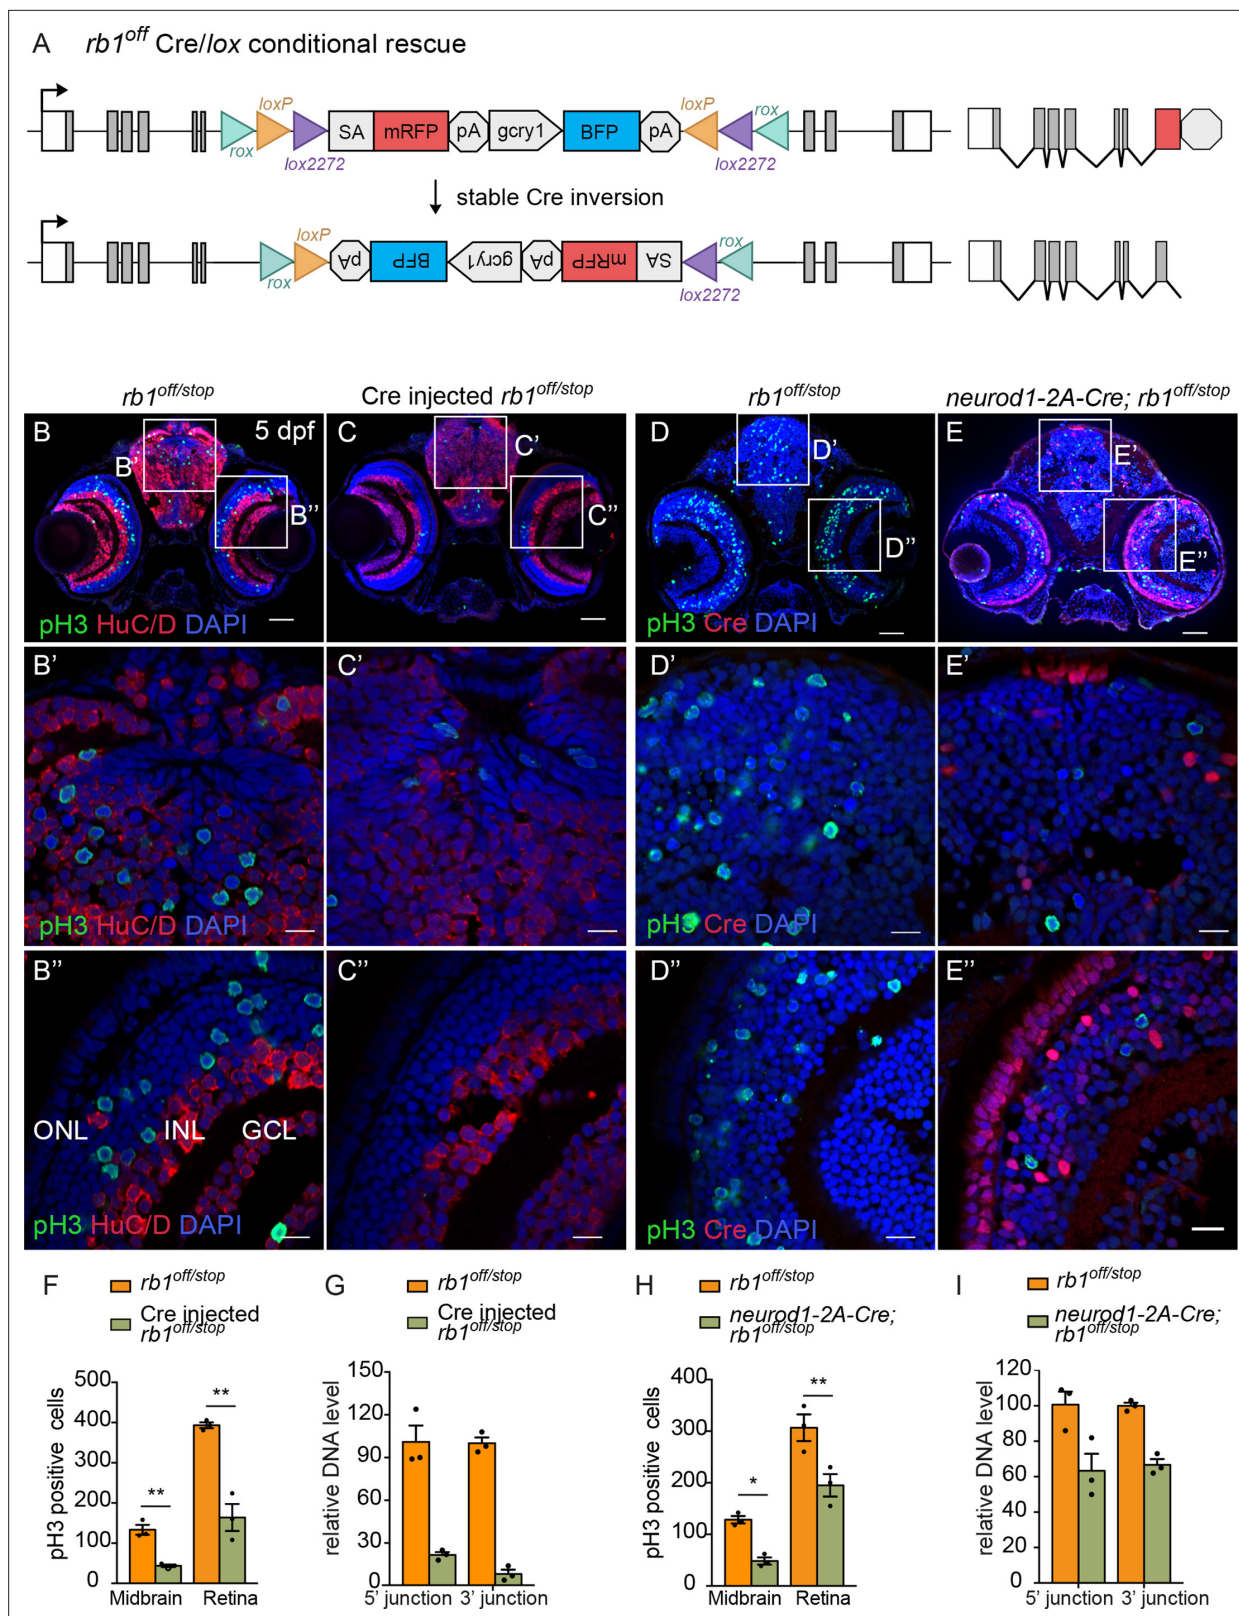 A rb1off Cre/lox conditional rescue
loxP loxP rox
SA mRFP pA gcry1 BFP pA
rox lox2272 lox2272
stable Cre inversion
loxP rox
pA BFP gcry1 pA mRFP SA
rox lox2272
rb1off/stop Cre injected rb1off/stop rb1off/stop neurod1-2A-Cre; rb1off/stop
B 5 dpf C D E
B' C' D' E'
B'' C'' D'' E''
pH3 HuC/D DAPI pH3 Cre DAPI
B' C' D' E'
pH3 HuC/D DAPI pH3 Cre DAPI
B'' C'' D'' E''
ONL INL GCL
pH3 HuC/D DAPI pH3 Cre DAPI
F rb1off/stop
Cre injected
rb1off/stop
pH3 positive cells
500
400
300
200
100
0
** **
Midbrain Retina
G rb1off/stop
Cre injected
rb1off/stop
relative DNA level
120
90
60
30
0
5' junction 3' junction
H rb1off/stop
neurod1-2A-Cre;
rb1off/stop
pH3 positive cells
400
300
200
100
0
* **
Midbrain Retina
I rb1off/stop
neurod1-2A-Cre;
rb1off/stop
relative DNA level
120
100
80
60
40
20
0
5' junction 3' junction